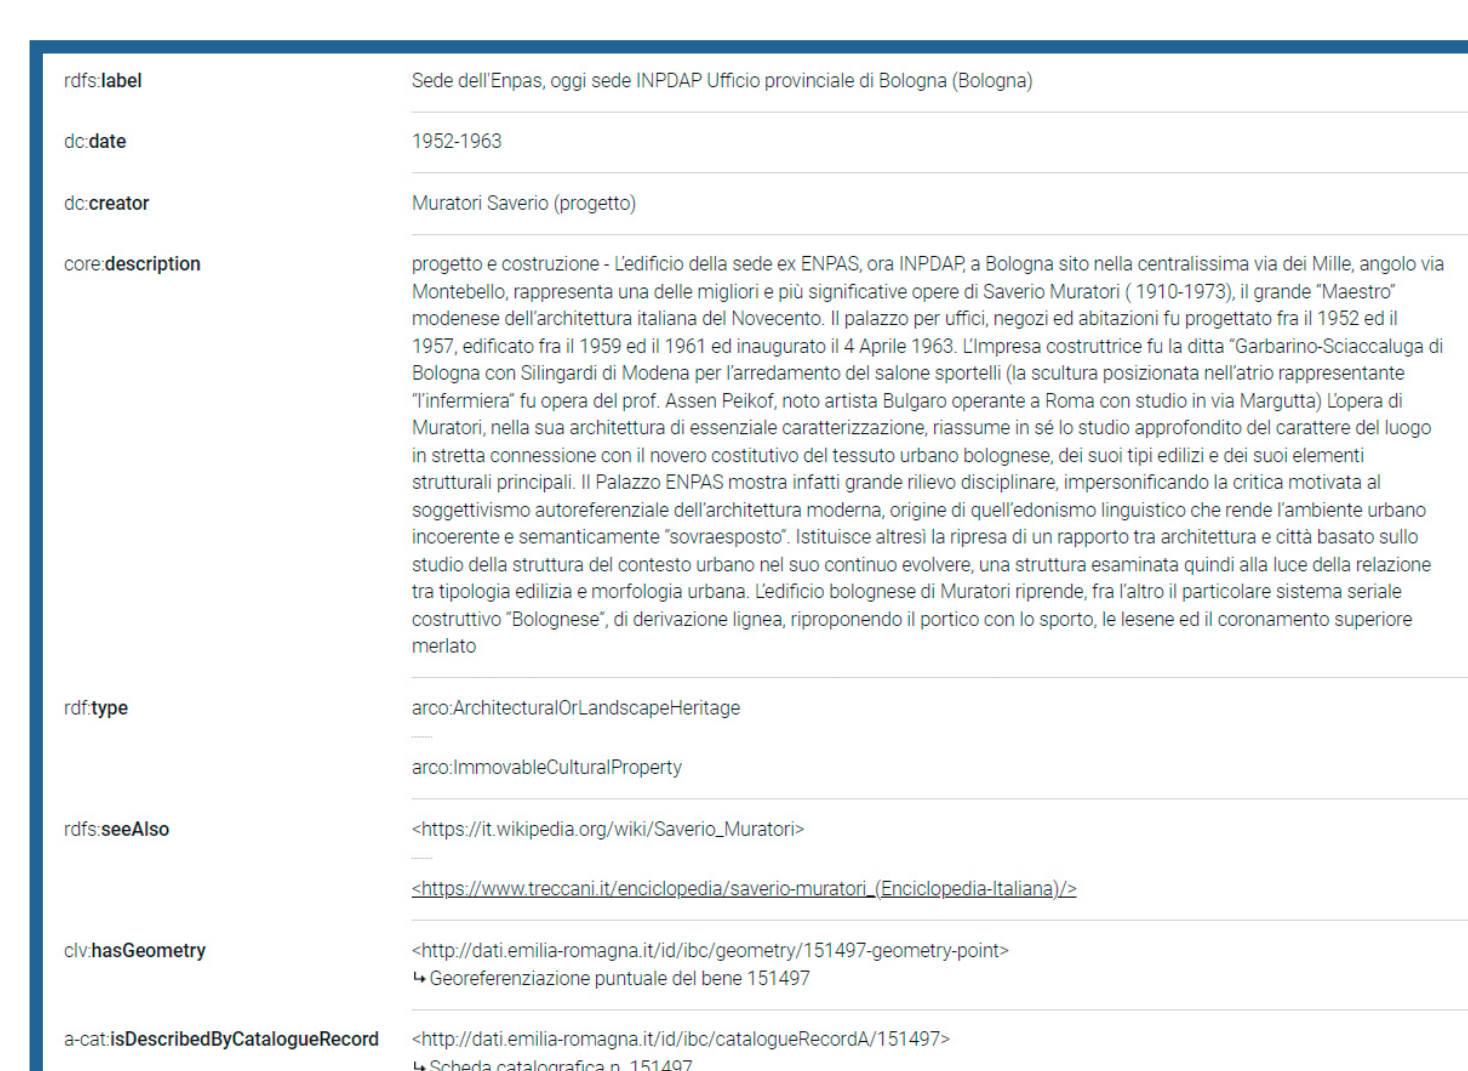 rdfs:label Sede dell'Enpas, oggi sede INPDAP Ufficio provinciale di Bologna (Bologna)
dc:date 1952-1963
dc:creator Muratori Saverio (progetto)
core:description progetto e costruzione - L'edificio della sede ex ENPAS, ora INPDAP, a Bologna sito nella centralissima via dei Mille, angolo via
Montebello, rappresenta una delle migliori e più significative opere di Saverio Muratori ( 1910-1973), il grande “Maestro”
modenese dell'architettura italiana del Novecento. Il palazzo per uffici, negozi ed abitazioni fu progettato fra il 1952 ed il
1957, edificato fra il 1959 ed il 1961 ed inaugurato il 4 Aprile 1963. L'Impresa costruttrice fu la ditta “Garbarino-Sciaccaluga di
Bologna con Silingardi di Modena per l'arredamento del salone sportelli (la scultura posizionata nell'atrio rappresentante
“l'infermiera” fu opera del prof. Assen Peikof, noto artista Bulgaro operante a Roma con studio in via Margutta) L'opera di
Muratori, nella sua architettura di essenziale caratterizzazione, riassume in sé lo studio approfondito del carattere del luogo
in stretta connessione con il novero costitutivo del tessuto urbano bolognese, dei suoi tipi edilizi e dei suoi elementi
strutturali principali. Il Palazzo ENPAS mostra infatti grande rilievo disciplinare, impersonificando la critica motivata al
soggettivismo autoreferenziale dell'architettura moderna, origine di quell'edonismo linguistico che rende l'ambiente urbano
incoerente e semanticamente “sovraesposto”. Istituisce altresì la ripresa di un rapporto tra architettura e città basato sullo
studio della struttura del contesto urbano nel suo continuo evolvere, una struttura esaminata quindi alla luce della relazione
tra tipologia edilizia e morfologia urbana. L'edificio bolognese di Muratori riprende, fra l'altro il particolare sistema seriale
costruttivo “Bolognese”, di derivazione lignea, riproponendo il portico con lo sporto, le lesene ed il coronamento superiore
merlato
rdf:type arco:ArchitecturalOrLandscapeHeritage
arco:ImmovableCulturalProperty
rdfs:seeAlso <https://it.wikipedia.org/wiki/Saverio_Muratori>
<https://www.treccani.it/enciclopedia/saverio-muratori_(Enciclopedia-Italiana)/>
clv:hasGeometry <http://dati.emilia-romagna.it/id/ibc/geometry/151497-geometry-point>
↳ Georeferenziazione puntuale del bene 151497
a-cat:isDescribedByCatalogueRecord <http://dati.emilia-romagna.it/id/ibc/catalogueRecordA/151497>
↳ Scheda catalografica n. 151497